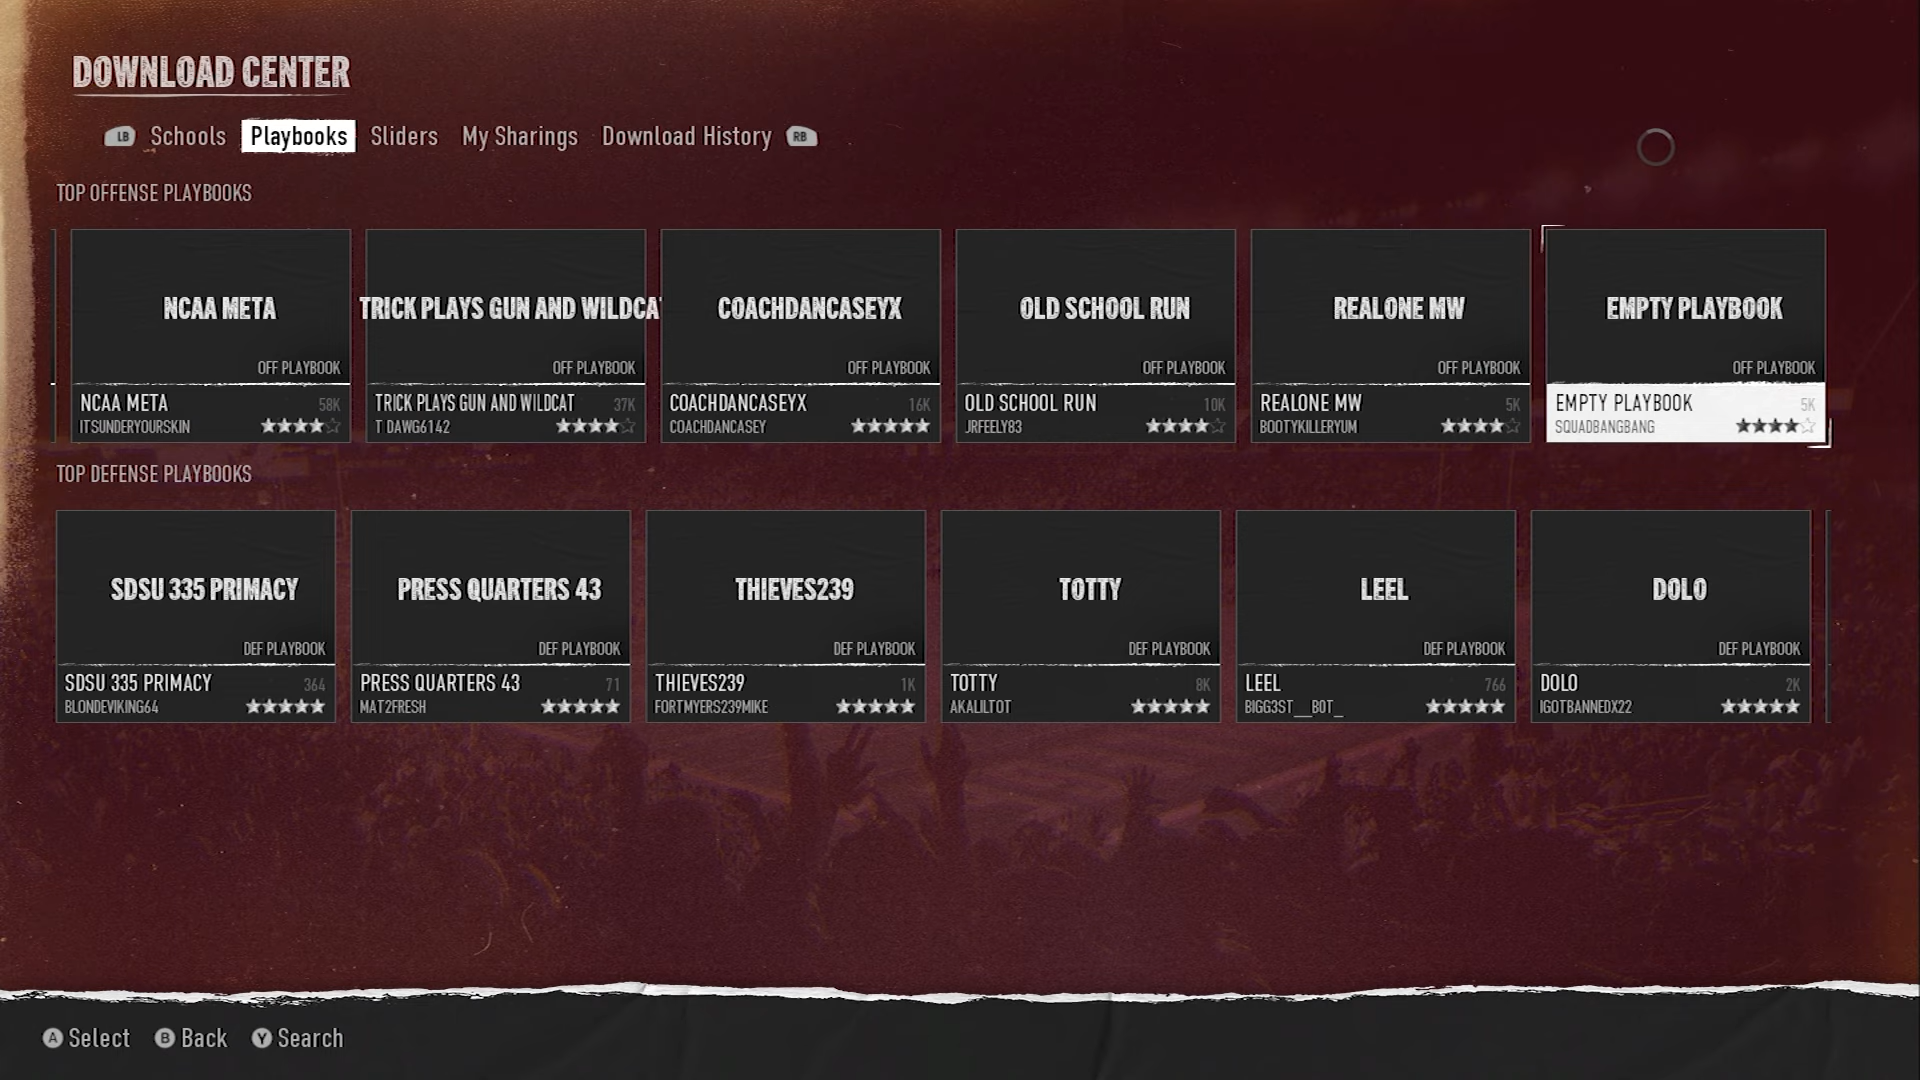 DOWNLOAD CENTER
LB Schools Playbooks Sliders My Sharings Download History RB
TOP OFFENSE PLAYBOOKS
NCAA META
OFF PLAYBOOK
NCAA META 58K
ITSUNDERYOURSKIN
TRICK PLAYS GUN AND WILDCAT
OFF PLAYBOOK
TRICK PLAYS GUN AND WILDCAT 37K
T DAWG6142
COACHDANCASEYX
OFF PLAYBOOK
COACHDANCASEYX 16K
COACHDANCASEY
OLD SCHOOL RUN
OFF PLAYBOOK
OLD SCHOOL RUN 10K
JRFEELY83
REALONE MW
OFF PLAYBOOK
REALONE MW 5K
BOOTYKILLERYUM
EMPTY PLAYBOOK
OFF PLAYBOOK
EMPTY PLAYBOOK 5K
SQUADBANGBANG
TOP DEFENSE PLAYBOOKS
SDSU 335 PRIMACY
DEF PLAYBOOK
SDSU 335 PRIMACY 364
BLONDEVIKING64
PRESS QUARTERS 43
DEF PLAYBOOK
PRESS QUARTERS 43 71
MAT2FRESH
THIEVES239
DEF PLAYBOOK
THIEVES239 1K
FORTMYERS239MIKE
TOTTY
DEF PLAYBOOK
TOTTY 8K
AKALILTOT
LEEL
DEF PLAYBOOK
LEEL 766
BIGG3ST__B0T_
DOLO
DEF PLAYBOOK
DOLO 2K
IGOTBANNEDX22
A Select B Back Y Search